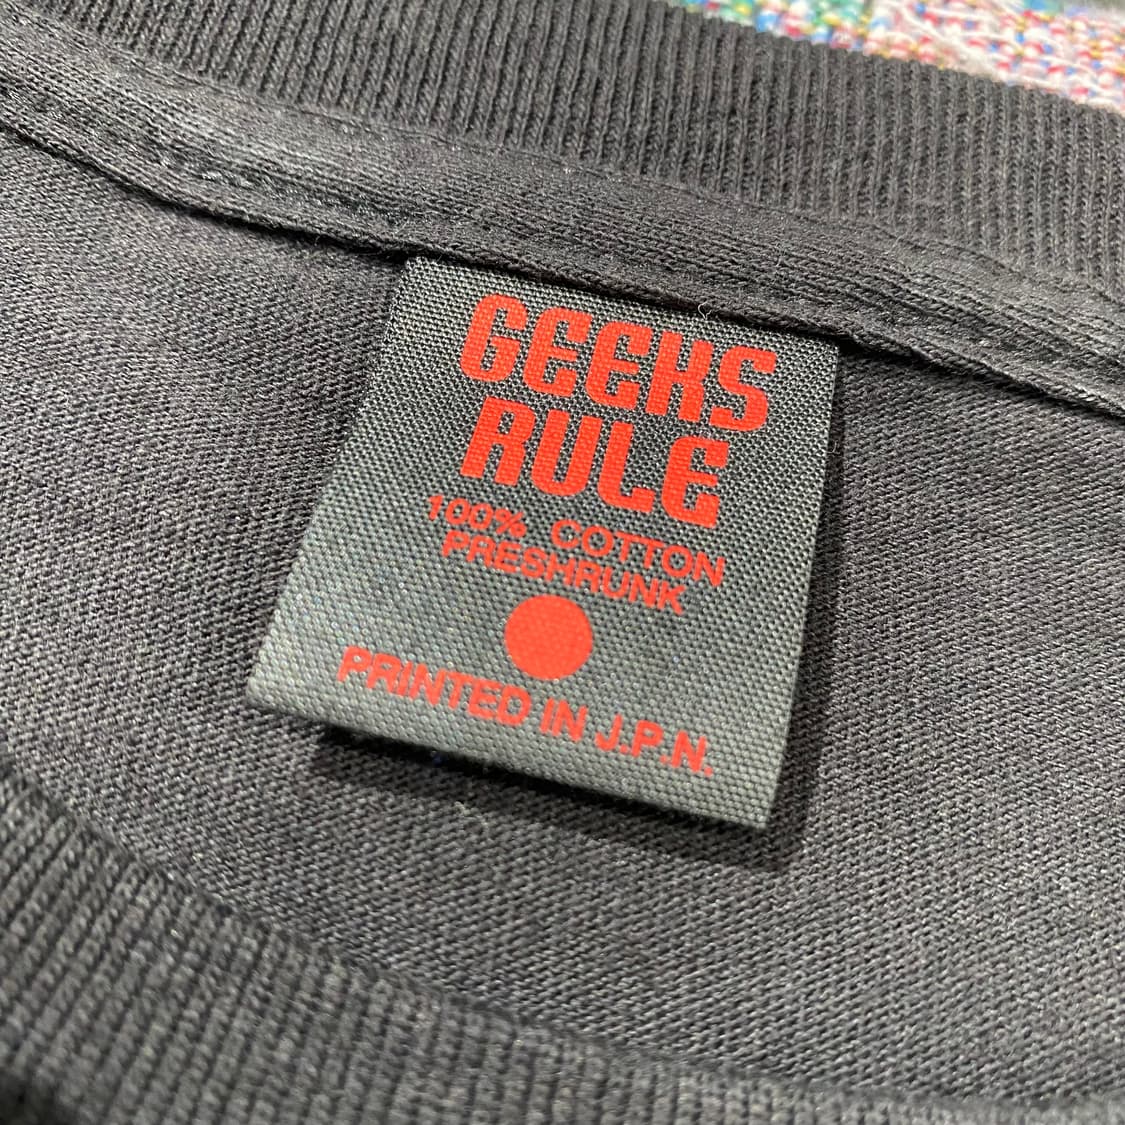 GEEKS
RULE
100% COTTON
PRESHRUNK
PRINTED IN J.P.N.